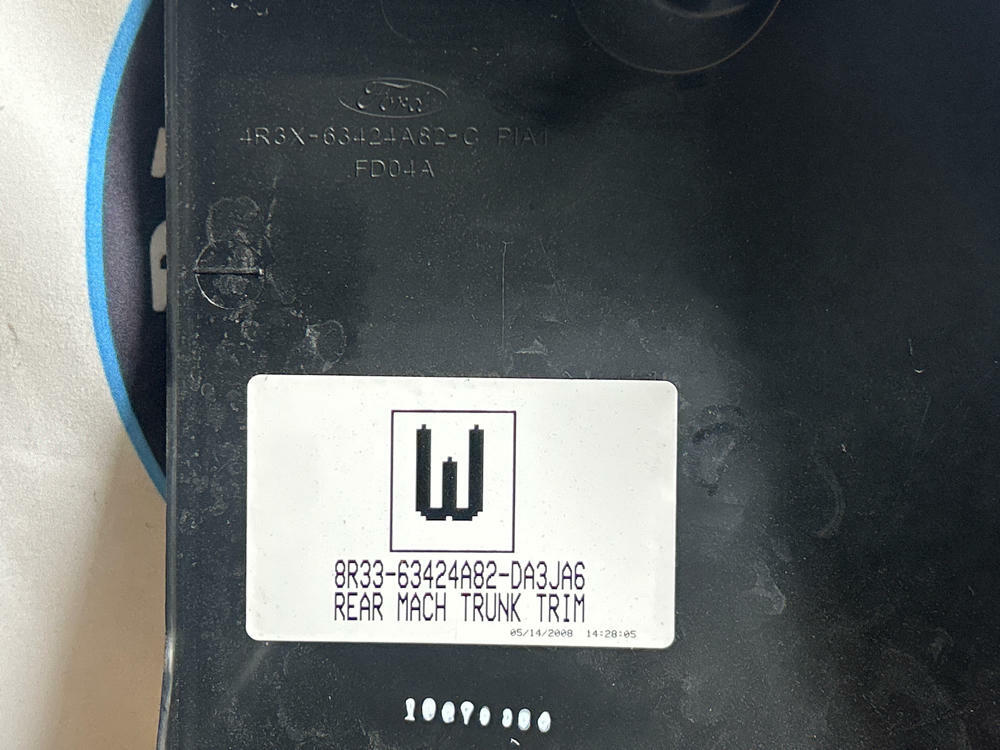 Ford
4R3X-63424A82-C PIA1
FD04A
W
8R33-63424A82-DA3JA6
REAR MACH TRUNK TRIM
05/14/2008 14:28:05